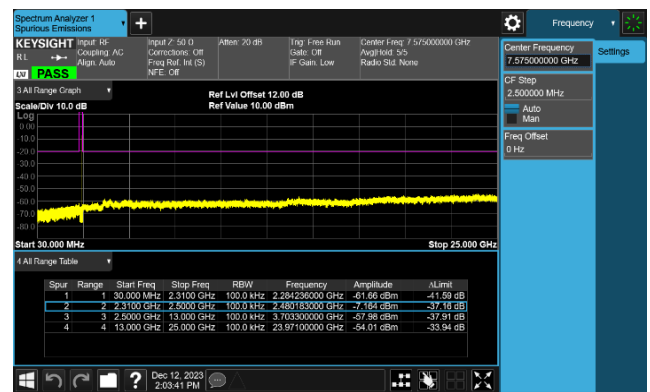 Spectrum Analyzer 1
Spurious Emissions
Frequency
KEYSIGHT Input: RF Input Z: 50 Ω Atten: 20 dB Trig: Free Run Center Freq: 7.575000000 GHz
R L Coupling: AC Corrections: Off Gate: Off Avg|Hold: 5/5
Align: Auto Freq Ref: Int (S) IF Gain: Low Radio Std: None
LXI PASS NFE: Off
Center Frequency
7.575000000 GHz
Settings
CF Step
2.500000 MHz
Auto
Man
Freq Offset
0 Hz
3 All Range Graph
Ref Lvl Offset 12.00 dB
Scale/Div 10.0 dB Ref Value 10.00 dBm
Log
0.00
-10.0
-20.0
-30.0
-40.0
-50.0
-60.0
-70.0
-80.0
Start 30.000 MHz Stop 25.000 GHz
4 All Range Table
Spur Range Start Freq Stop Freq RBW Frequency Amplitude ΔLimit
1 1 30.000 MHz 2.3100 GHz 100.0 kHz 2.284236000 GHz -61.66 dBm -41.59 dB
2 2 2.3100 GHz 2.5000 GHz 100.0 kHz 2.480183000 GHz -7.164 dBm -37.16 dB
3 3 2.5000 GHz 13.000 GHz 100.0 kHz 3.703300000 GHz -57.98 dBm -37.91 dB
4 4 13.000 GHz 25.000 GHz 100.0 kHz 23.97100000 GHz -54.01 dBm -33.94 dB
?
Dec 12, 2023
2:03:41 PM